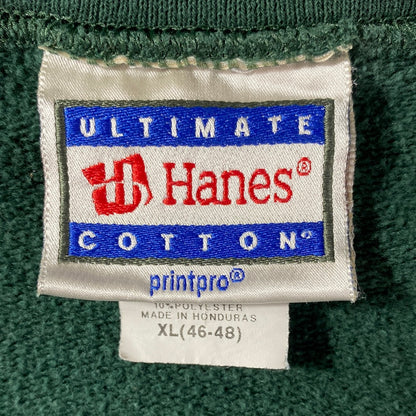 ULTIMATE
Hanes®
COTTON®
printpro®
10% POLYESTER
MADE IN HONDURAS
XL(46-48)